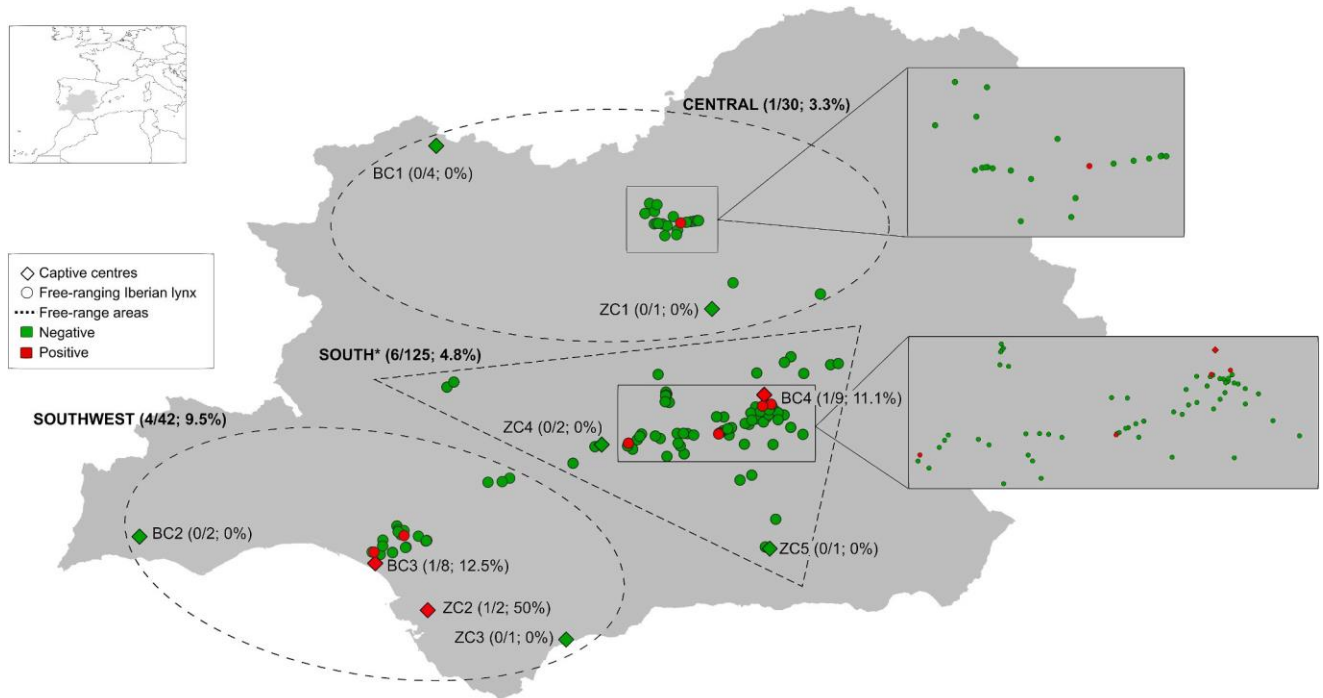 CENTRAL (1/30; 3.3%)
BC1 (0/4; 0%)
Captive centres
Free-ranging Iberian lynx
Free-range areas
Negative
Positive
ZC1 (0/1; 0%)
SOUTH* (6/125; 4.8%)
BC4 (1/9; 11.1%)
SOUTHWEST (4/42; 9.5%)
ZC4 (0/2; 0%)
BC2 (0/2; 0%)
ZC5 (0/1; 0%)
BC3 (1/8; 12.5%)
ZC2 (1/2; 50%)
ZC3 (0/1; 0%)